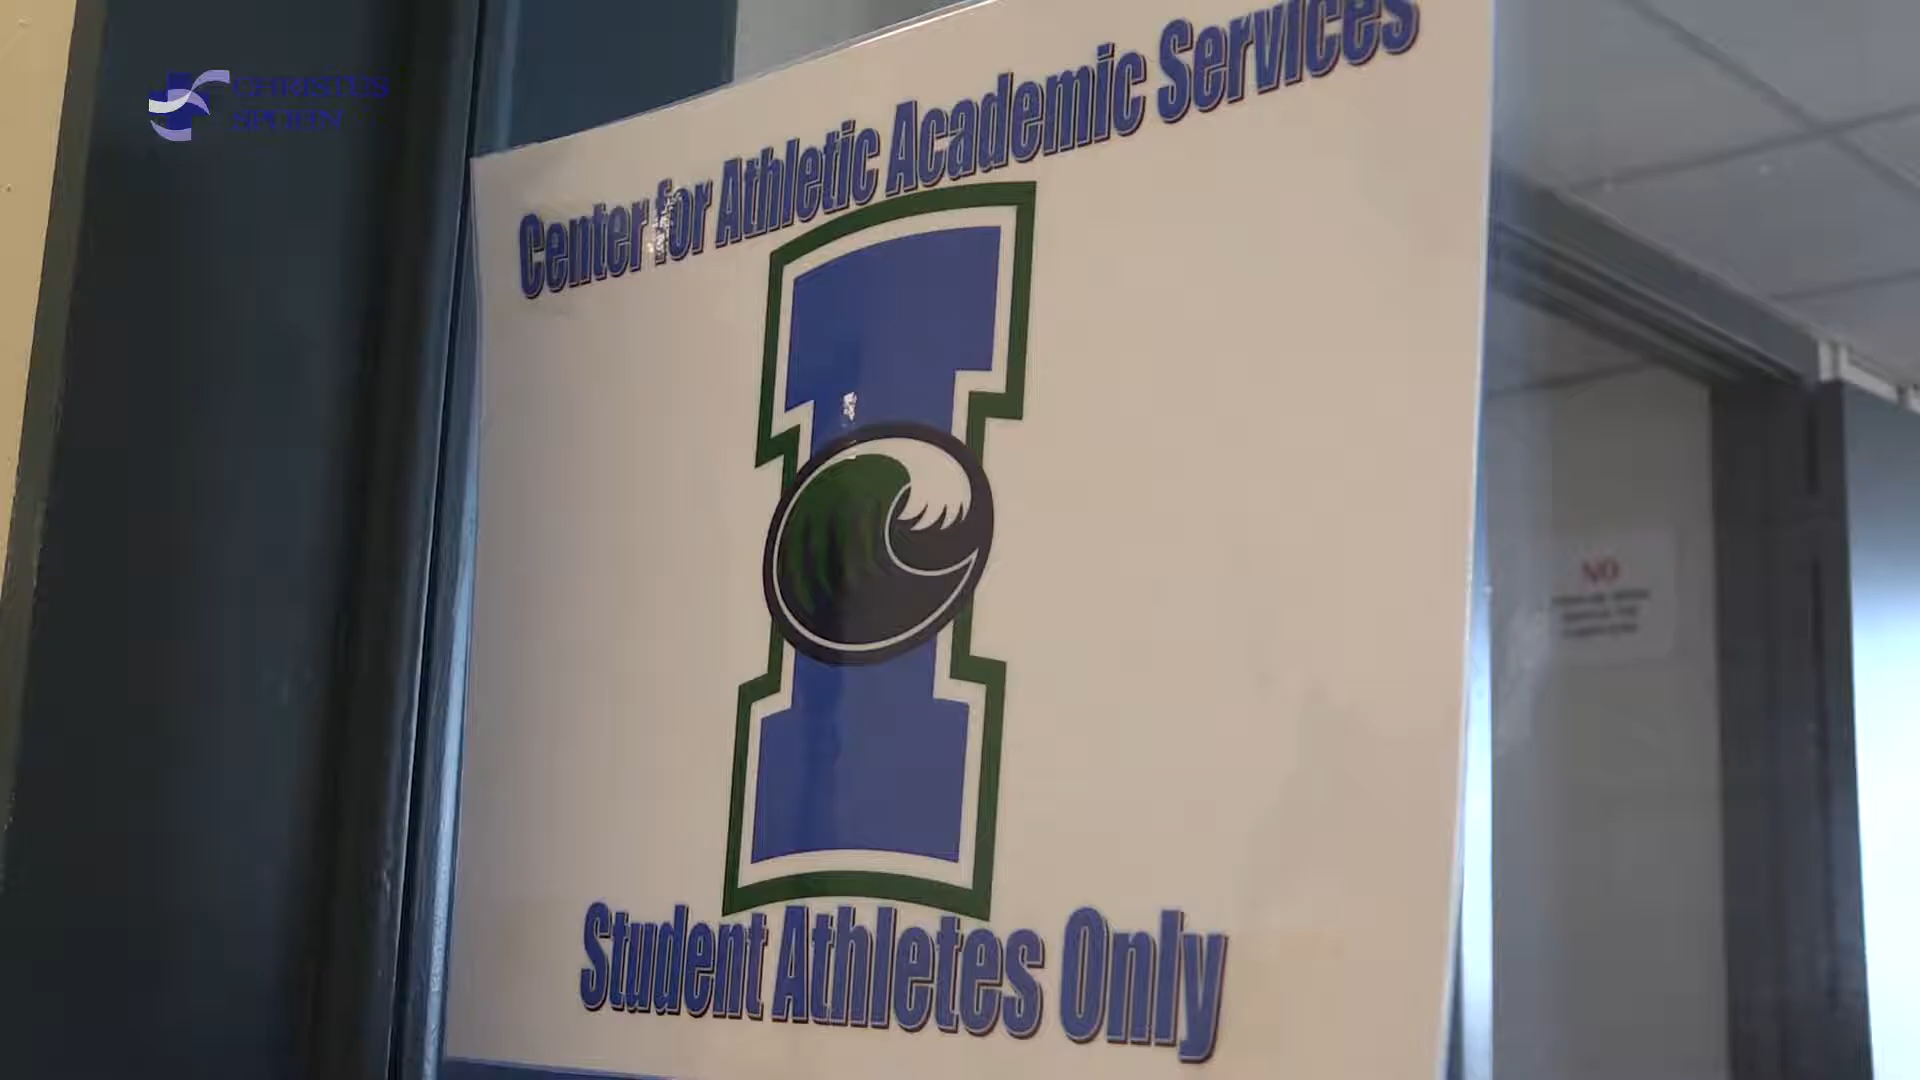 CHRISTUS
SPOHN
Center for Athletic Academic Services
Student Athletes Only
NO